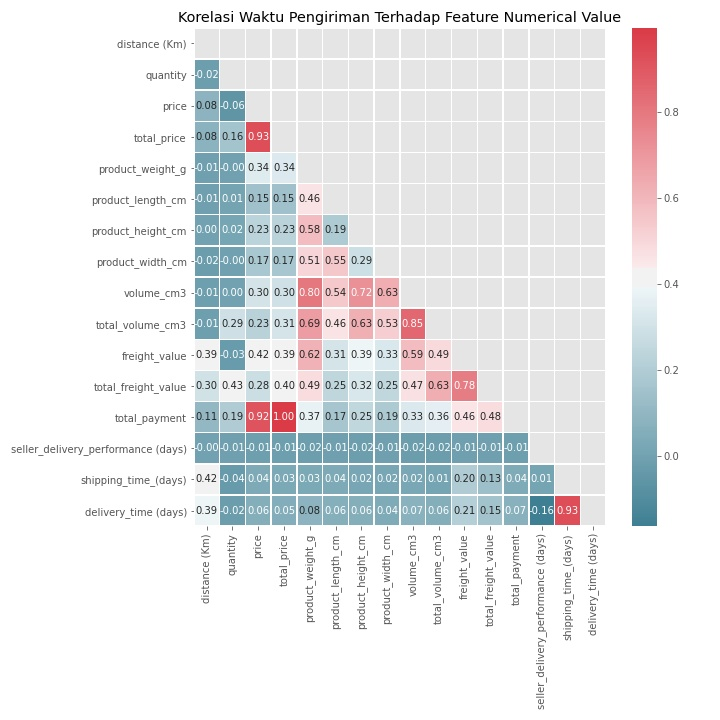 Korelasi Waktu Pengiriman Terhadap Feature Numerical Value
distance (Km)
quantity -0.02
price 0.08 -0.06
total_price 0.08 0.16 0.93
product_weight_g -0.01 -0.00 0.34 0.34
product_length_cm -0.01 0.01 0.15 0.15 0.46
product_height_cm 0.00 0.02 0.23 0.23 0.58 0.19
product_width_cm -0.02 -0.00 0.17 0.17 0.51 0.55 0.29
volume_cm3 -0.01 0.00 0.30 0.30 0.80 0.54 0.72 0.63
total_volume_cm3 -0.01 0.29 0.23 0.31 0.69 0.46 0.63 0.53 0.85
freight_value 0.39 -0.03 0.42 0.39 0.62 0.31 0.39 0.33 0.59 0.49
total_freight_value 0.30 0.43 0.28 0.40 0.49 0.25 0.32 0.25 0.47 0.63 0.78
total_payment 0.11 0.19 0.92 1.00 0.37 0.17 0.25 0.19 0.33 0.36 0.46 0.48
seller_delivery_performance (days) -0.00 -0.01 -0.01 -0.01 -0.02 -0.01 -0.02 -0.01 -0.02 -0.02 -0.01 -0.01 -0.01
shipping_time_(days) 0.42 -0.04 0.04 0.03 0.03 0.04 0.02 0.02 0.02 0.01 0.20 0.13 0.04 0.01
delivery_time (days) 0.39 -0.02 0.06 0.05 0.08 0.06 0.06 0.04 0.07 0.06 0.21 0.15 0.07 -0.16 0.93
distance (Km)
quantity
price
total_price
product_weight_g
product_length_cm
product_height_cm
product_width_cm
volume_cm3
total_volume_cm3
freight_value
total_freight_value
total_payment
seller_delivery_performance (days)
shipping_time_(days)
delivery_time (days)
0.8
0.6
0.4
0.2
0.0